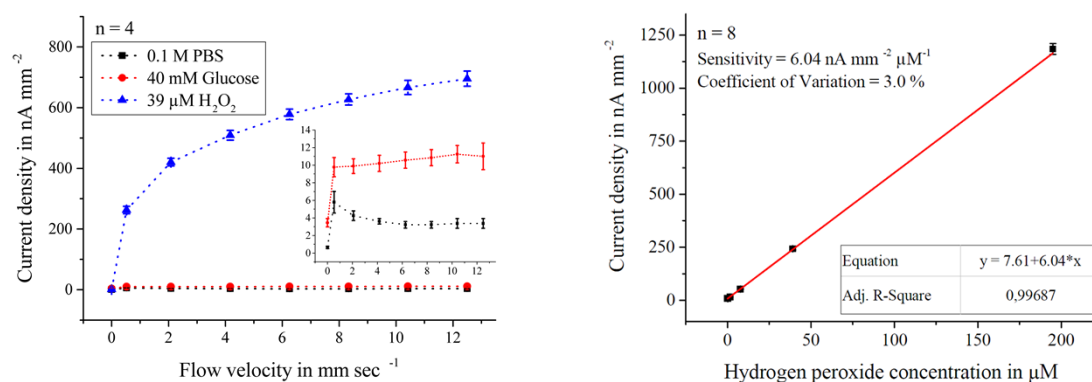 n = 4
0.1 M PBS
40 mM Glucose
39 µM H₂O₂
Current density in nA mm⁻²
800
600
400
200
0
0 2 4 6 8 10 12
Flow velocity in mm sec⁻¹
14
12
10
8
6
4
2
0
0 2 4 6 8 10 12
n = 8
Sensitivity = 6.04 nA mm⁻² µM⁻¹
Coefficient of Variation = 3.0 %
Current density in nA mm⁻²
1250
1000
750
500
250
0
Equation y = 7.61+6.04*x
Adj. R-Square 0,99687
0 25 50 75 100 125 150 175 200
Hydrogen peroxide concentration in µM